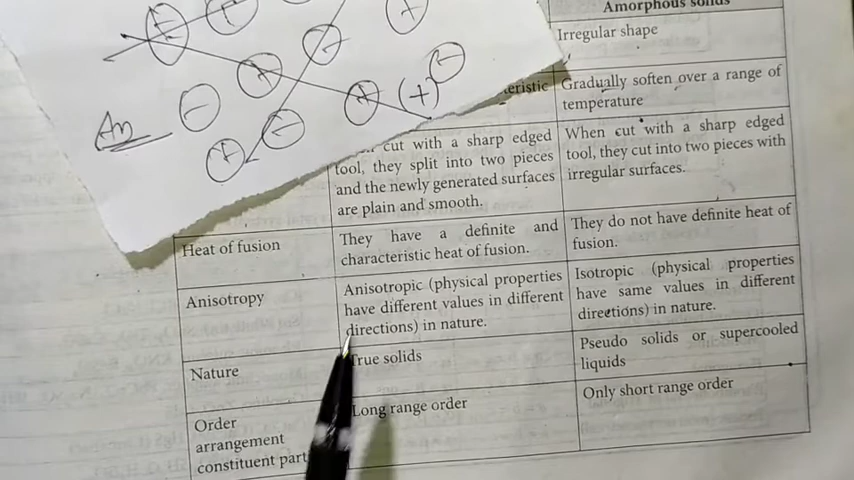 Amorphous solids
Irregular shape
Gradually soften over a range of
temperature
cut with a sharp edged
tool, they split into two pieces
and the newly generated surfaces
are plain and smooth.
When cut with a sharp edged
tool, they cut into two pieces with
irregular surfaces.
Heat of fusion
They have a definite and
characteristic heat of fusion.
They do not have definite heat of
fusion.
Anisotropy
Anisotropic (physical properties
have different values in different
directions) in nature.
Isotropic (physical properties
have same values in different
directions) in nature.
Nature
True solids
Pseudo solids or supercooled
liquids
Order
arrangement
constituent part
Long range order
Only short range order
+ - + - +
- + - + (+) -
An